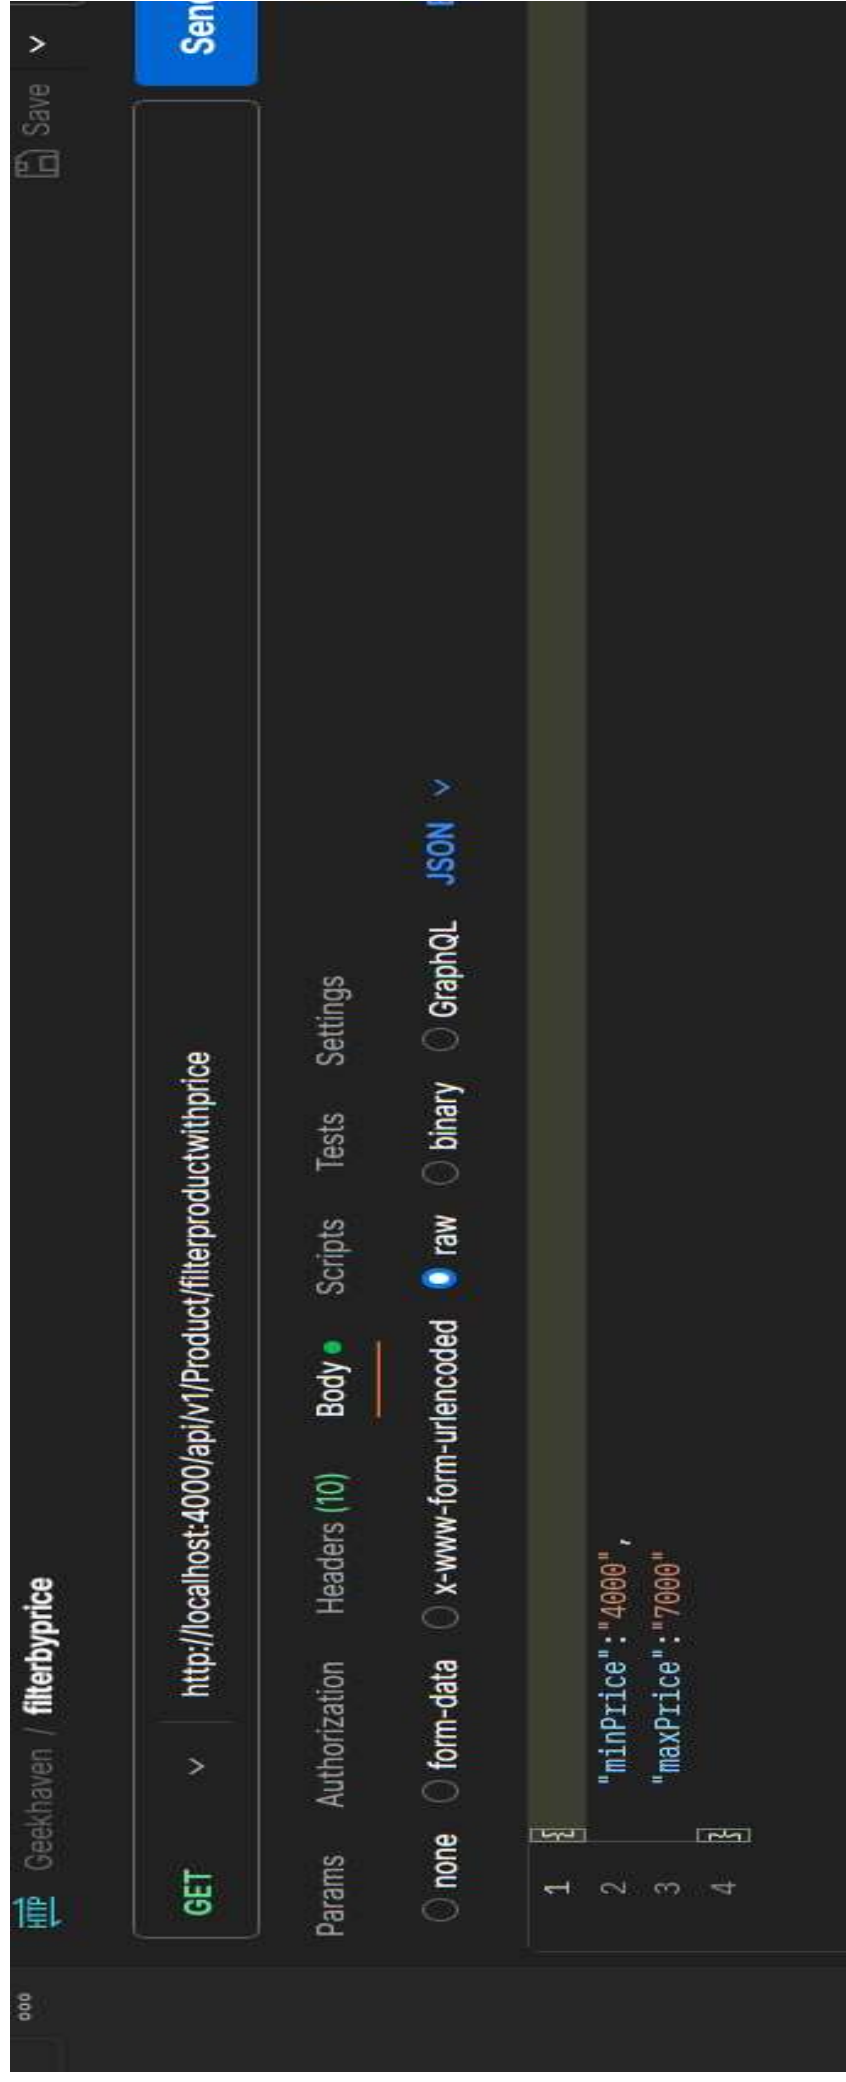 HTTP Geekhaven / filterbyprice
Save
GET http://localhost:4000/api/v1/Product/filterproductwithprice
Params Authorization Headers (10) Body Scripts Tests Settings
none form-data x-www-form-urlencoded raw binary GraphQL JSON
1 {
2 "minPrice":"4000",
3 "maxPrice":"7000"
4 }